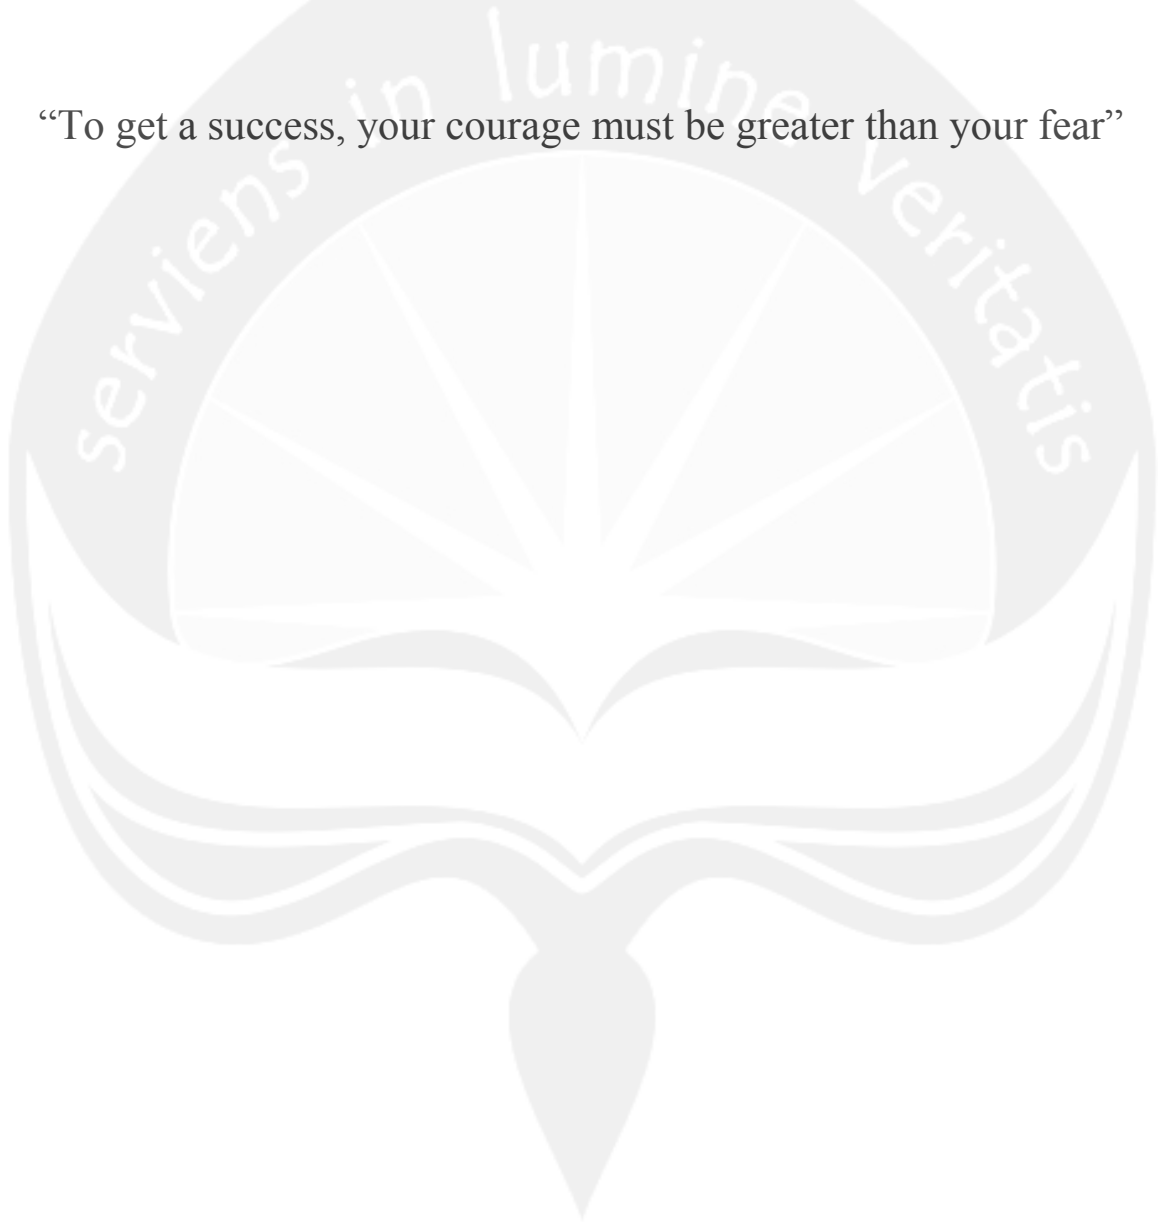 serviens in lumine veritatis
“To get a success, your courage must be greater than your fear”